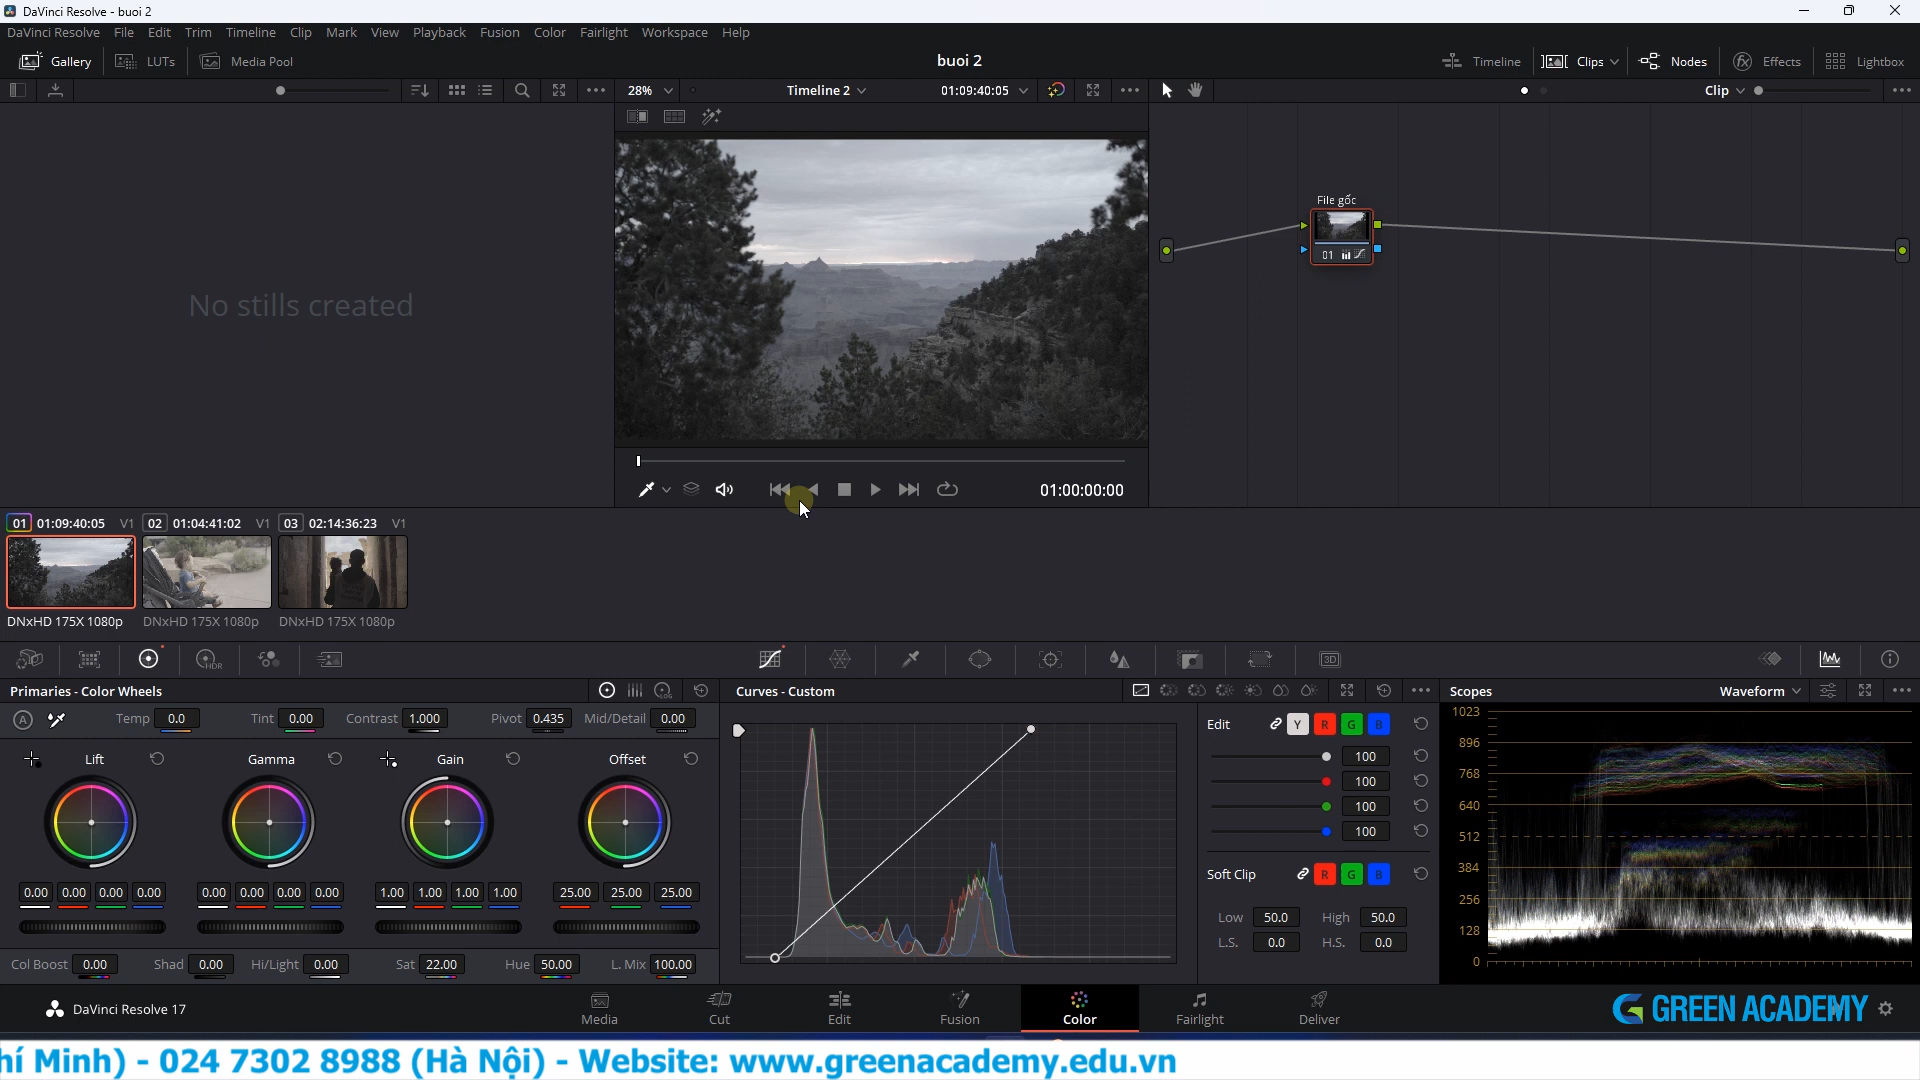 DaVinci Resolve - buoi 2
DaVinci Resolve File Edit Trim Timeline Clip Mark View Playback Fusion Color Fairlight Workspace Help
Gallery LUTs Media Pool buoi 2 Timeline Clips Nodes Effects Lightbox
28% Timeline 2 01:09:40:05 Clip
File gốc
01
No stills created
01:00:00:00
01 01:09:40:05 V1 02 01:04:41:02 V1 03 02:14:36:23 V1
DNxHD 175X 1080p DNxHD 175X 1080p DNxHD 175X 1080p
HDR LOG 3D
Primaries - Color Wheels Curves - Custom Scopes Waveform
A Temp 0.0 Tint 0.00 Contrast 1.000 Pivot 0.435 Mid/Detail 0.00
Lift Gamma Gain Offset
0.00 0.00 0.00 0.00 0.00 0.00 0.00 0.00 1.00 1.00 1.00 1.00 25.00 25.00 25.00
Col Boost 0.00 Shad 0.00 Hi/Light 0.00 Sat 22.00 Hue 50.00 L. Mix 100.00
Edit Y R G B
100
100
100
100
Soft Clip R G B
Low 50.0 High 50.0
L.S. 0.0 H.S. 0.0
1023
896
768
640
512
384
256
128
0
DaVinci Resolve 17 Media Cut Edit Fusion Color Fairlight Deliver GREEN ACADEMY
hí Minh) - 024 7302 8988 (Hà Nội) - Website: www.greenacademy.edu.vn